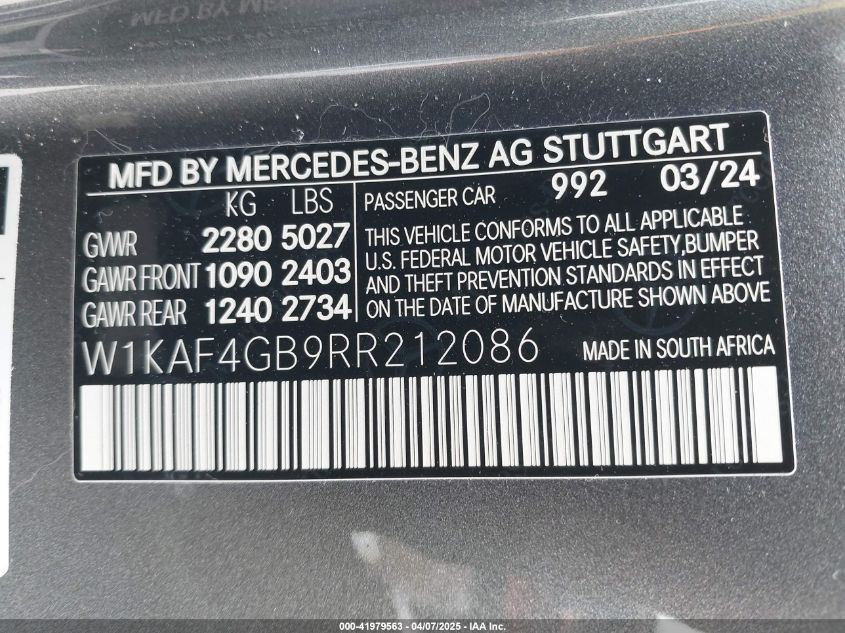 MFD BY MERCEDES-BENZ AG STUTTGART
KG LBS
GVWR 2280 5027
GAWR FRONT 1090 2403
GAWR REAR 1240 2734
PASSENGER CAR 992 03/24
THIS VEHICLE CONFORMS TO ALL APPLICABLE
U.S. FEDERAL MOTOR VEHICLE SAFETY,BUMPER
AND THEFT PREVENTION STANDARDS IN EFFECT
ON THE DATE OF MANUFACTURE SHOWN ABOVE
W1KAF4GB9RR212086 MADE IN SOUTH AFRICA
000-41979563 - 04/07/2025 - IAA Inc.